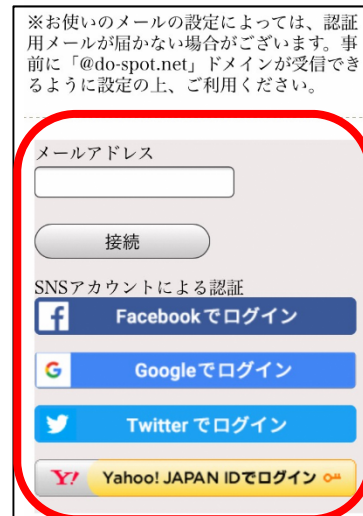 ※お使いのメールの設定によっては、認証
用メールが届かない場合がございます。事
前に「@do-spot.net」ドメインが受信でき
るように設定の上、ご利用ください。
メールアドレス
接続
SNSアカウントによる認証
f Facebookでログイン
G Googleでログイン
Twitter でログイン
Y! Yahoo! JAPAN IDでログイン